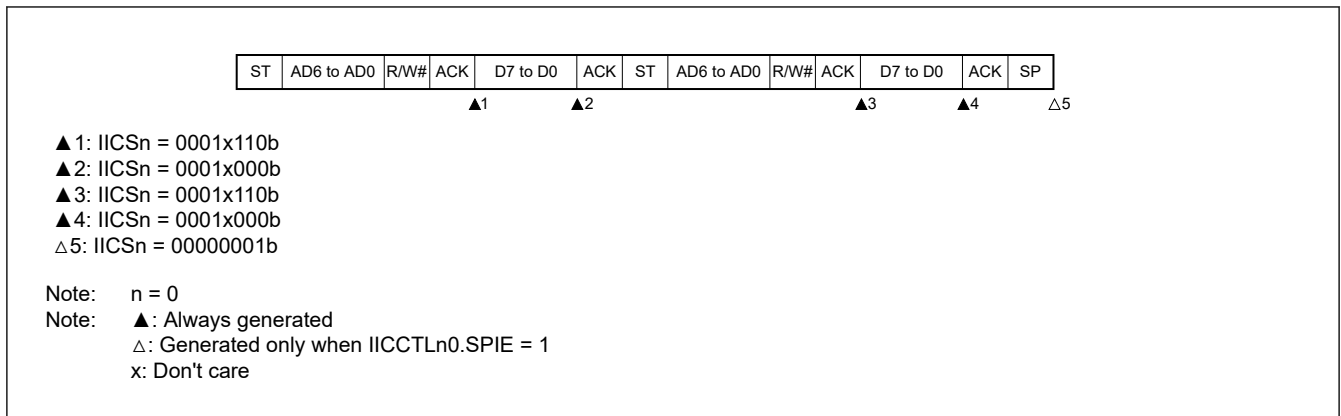 ST AD6 to AD0 R/W# ACK D7 to D0 ACK ST AD6 to AD0 R/W# ACK D7 to D0 ACK SP
▲1 ▲2 ▲3 ▲4 △5
▲1: IICSn = 0001x110b
▲2: IICSn = 0001x000b
▲3: IICSn = 0001x110b
▲4: IICSn = 0001x000b
△5: IICSn = 00000001b
Note: n = 0
Note: ▲: Always generated
△: Generated only when IICCTLn0.SPIE = 1
x: Don't care